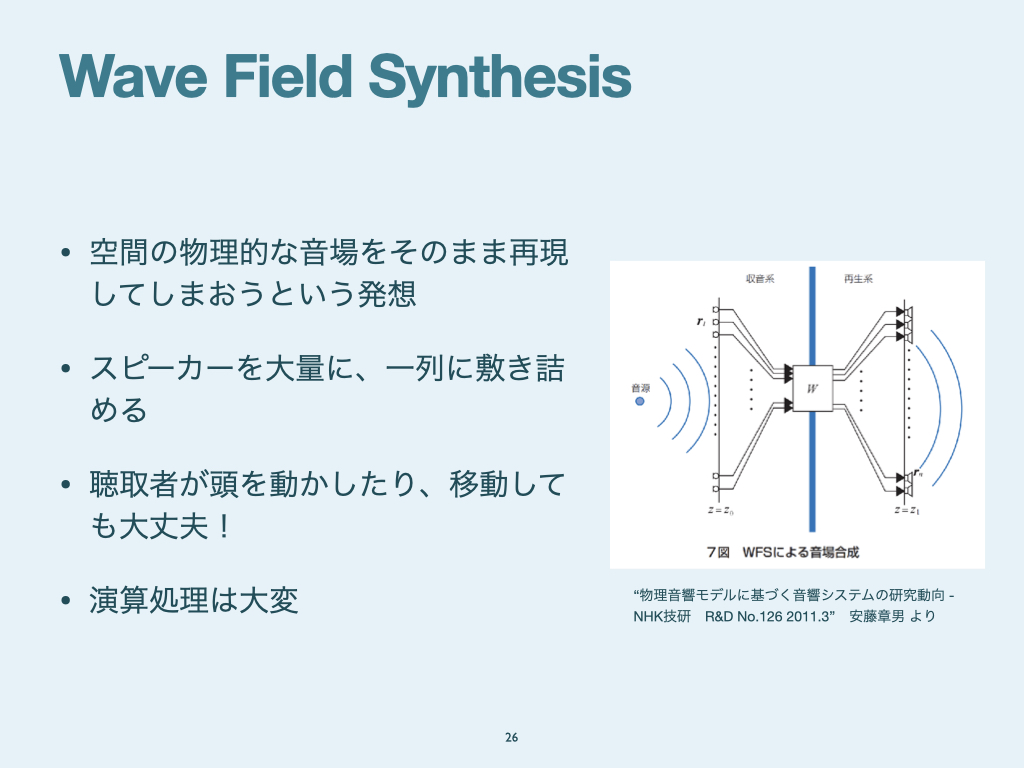 Wave Field Synthesis
• 空間の物理的な音場をそのまま再現
してしまおうという発想
• スピーカーを大量に、一列に敷き詰
める
• 聴取者が頭を動かしたり、移動して
も大丈夫！
• 演算処理は大変
収音系 再生系
r_i
音源
W
r_n
z = z_0 z = z_1
7図 WFSによる音場合成
“物理音響モデルに基づく音響システムの研究動向 -
NHK技研 R&D No.126 2011.3” 安藤章男 より
26